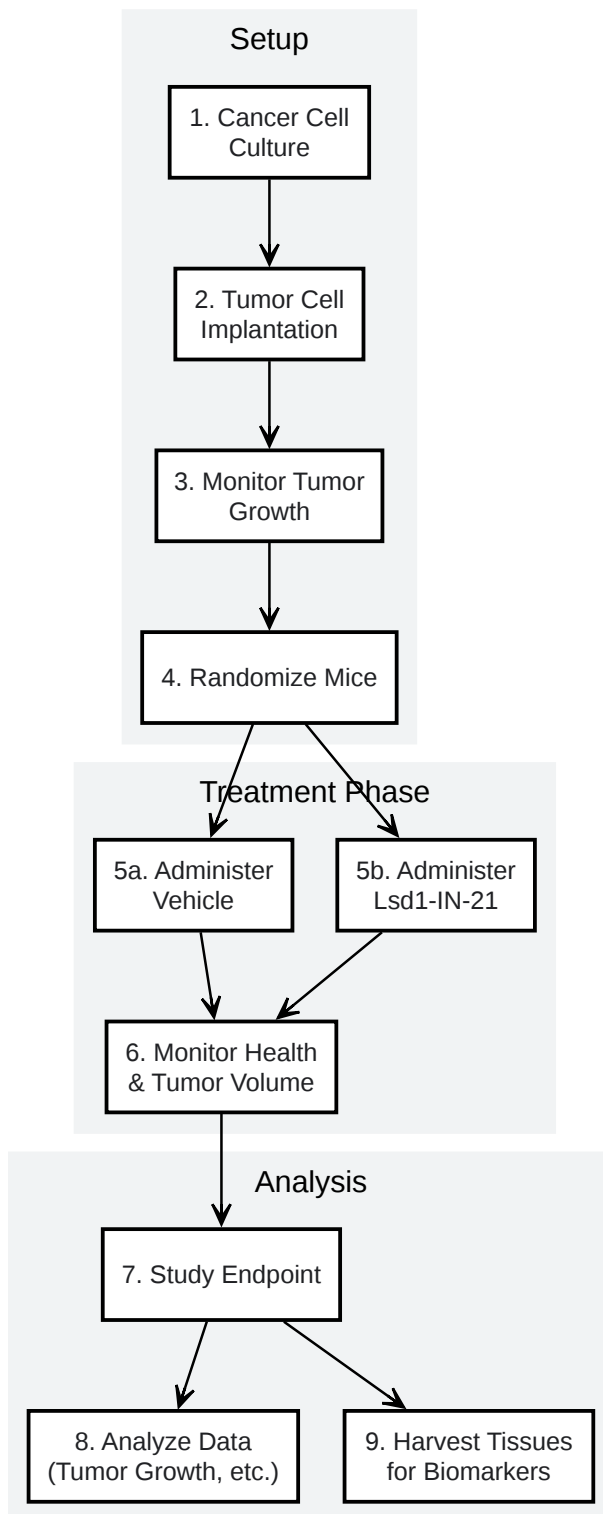 Setup
1. Cancer Cell
Culture
2. Tumor Cell
Implantation
3. Monitor Tumor
Growth
4. Randomize Mice
Treatment Phase
5a. Administer
Vehicle
5b. Administer
Lsd1-IN-21
6. Monitor Health
& Tumor Volume
Analysis
7. Study Endpoint
8. Analyze Data
(Tumor Growth, etc.)
9. Harvest Tissues
for Biomarkers